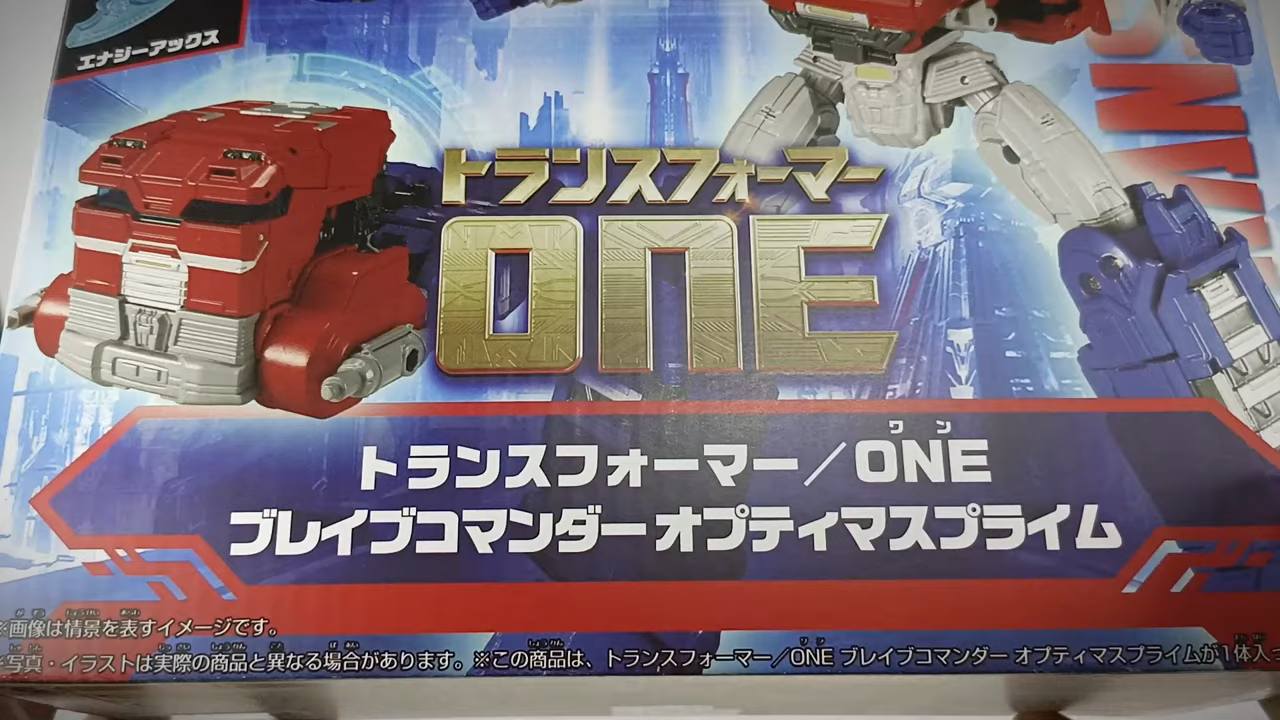 エナジーアックス
トランスフォーマー
ONE
ワン
トランスフォーマー/ONE
ブレイブコマンダー オプティマスプライム
※画像は情景を表すイメージです。
※写真・イラストは実際の商品と異なる場合があります。※この商品は、トランスフォーマー/ONE ブレイブコマンダー オプティマスプライムが1体入っ